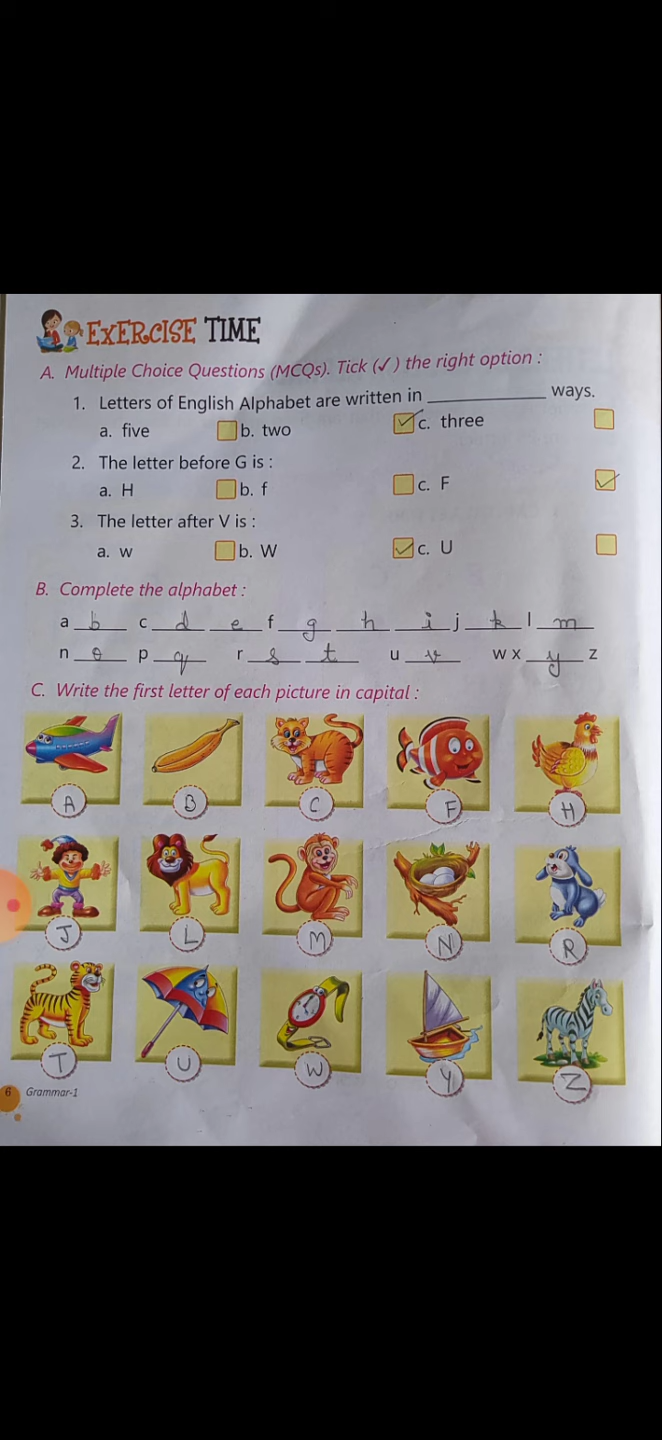 EXERCISE TIME
A. Multiple Choice Questions (MCQs). Tick (✓) the right option :
1. Letters of English Alphabet are written in ____________ ways.
a. five b. two ✓ c. three
2. The letter before G is :
a. H b. f c. F ✓
3. The letter after V is :
a. w b. W ✓ c. U
B. Complete the alphabet :
a b c d e f g h i j k l m
n o p q r s t u v w x y z
C. Write the first letter of each picture in capital :
A B C F H
J L M N R
T U W Y Z
6 Grammar-1